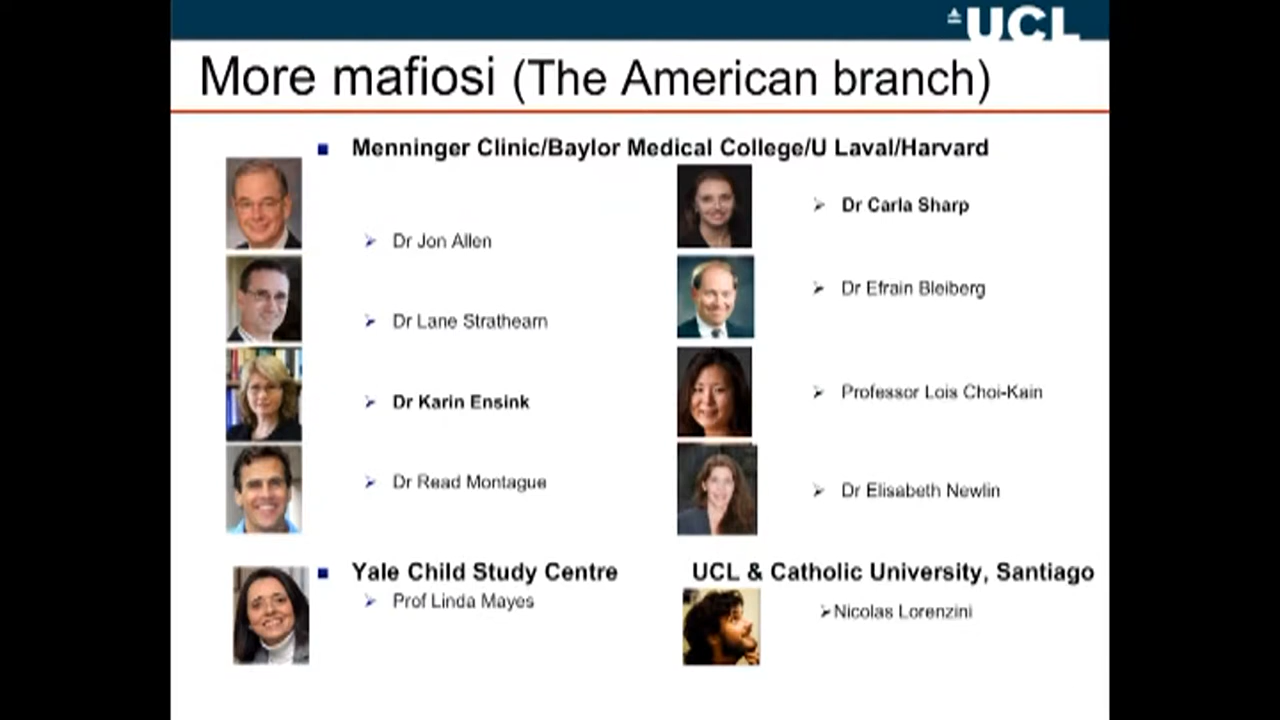 UCL
More mafiosi (The American branch)
Menninger Clinic/Baylor Medical College/U Laval/Harvard
Dr Jon Allen
Dr Lane Strathearn
Dr Karin Ensink
Dr Read Montague
Dr Carla Sharp
Dr Efrain Bleiberg
Professor Lois Choi-Kain
Dr Elisabeth Newlin
Yale Child Study Centre
Prof Linda Mayes
UCL & Catholic University, Santiago
Nicolas Lorenzini